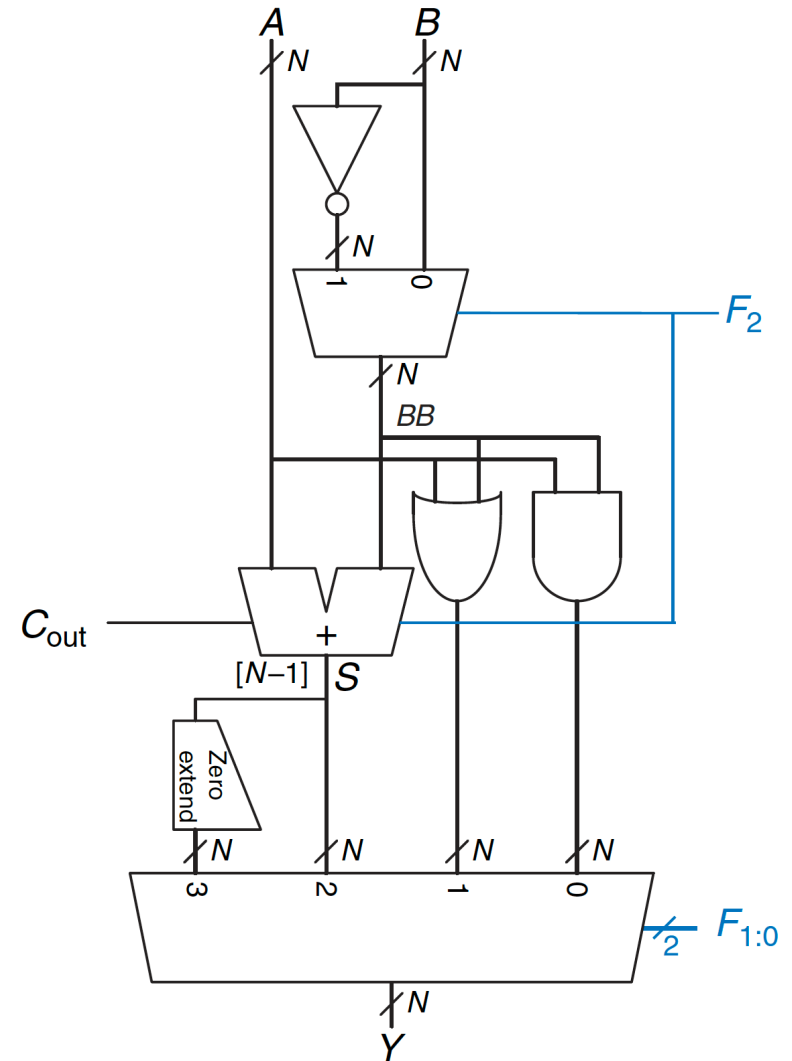 A B
N N
N
1 0
F2
N
BB
Cout
+
[N–1] S
Zero
extend
N N N N
3 2 1 0
F1:0
2
N
Y